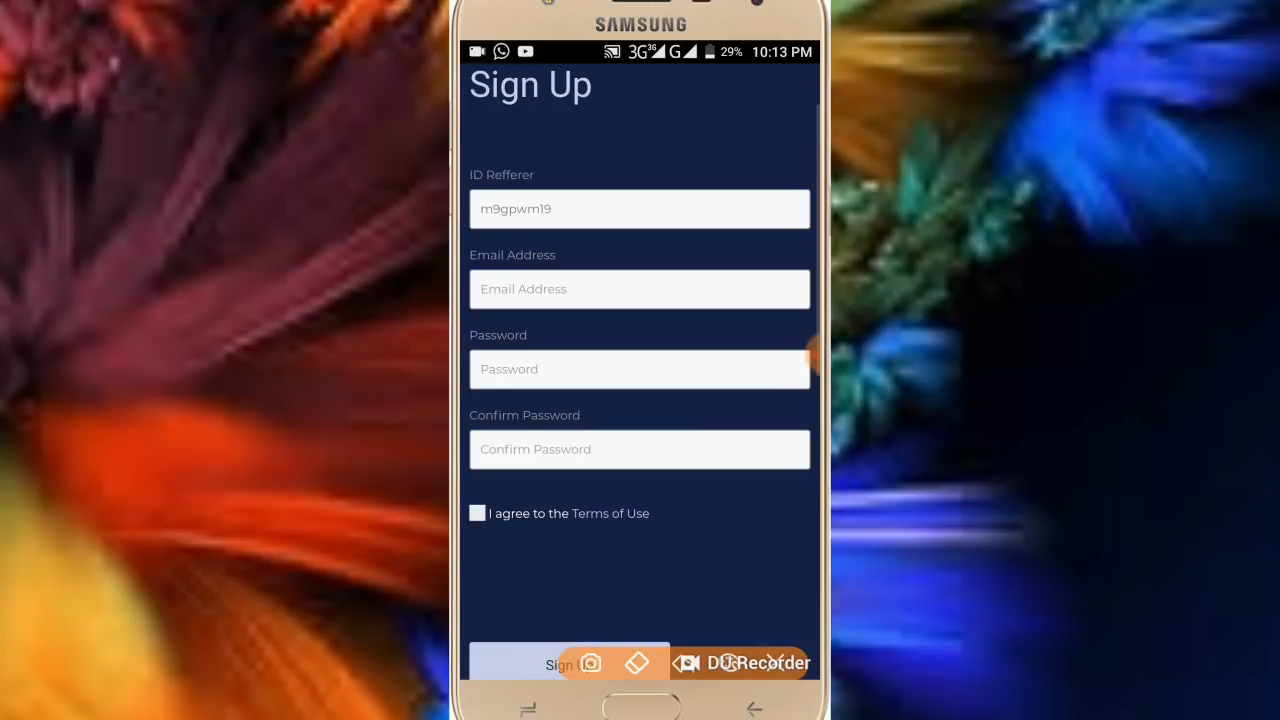 SAMSUNG
3G 3G G 29% 10:13 PM
Sign Up
ID Refferer
m9gpwm19
Email Address
Email Address
Password
Password
Confirm Password
Confirm Password
I agree to the Terms of Use
Sign
DU Recorder